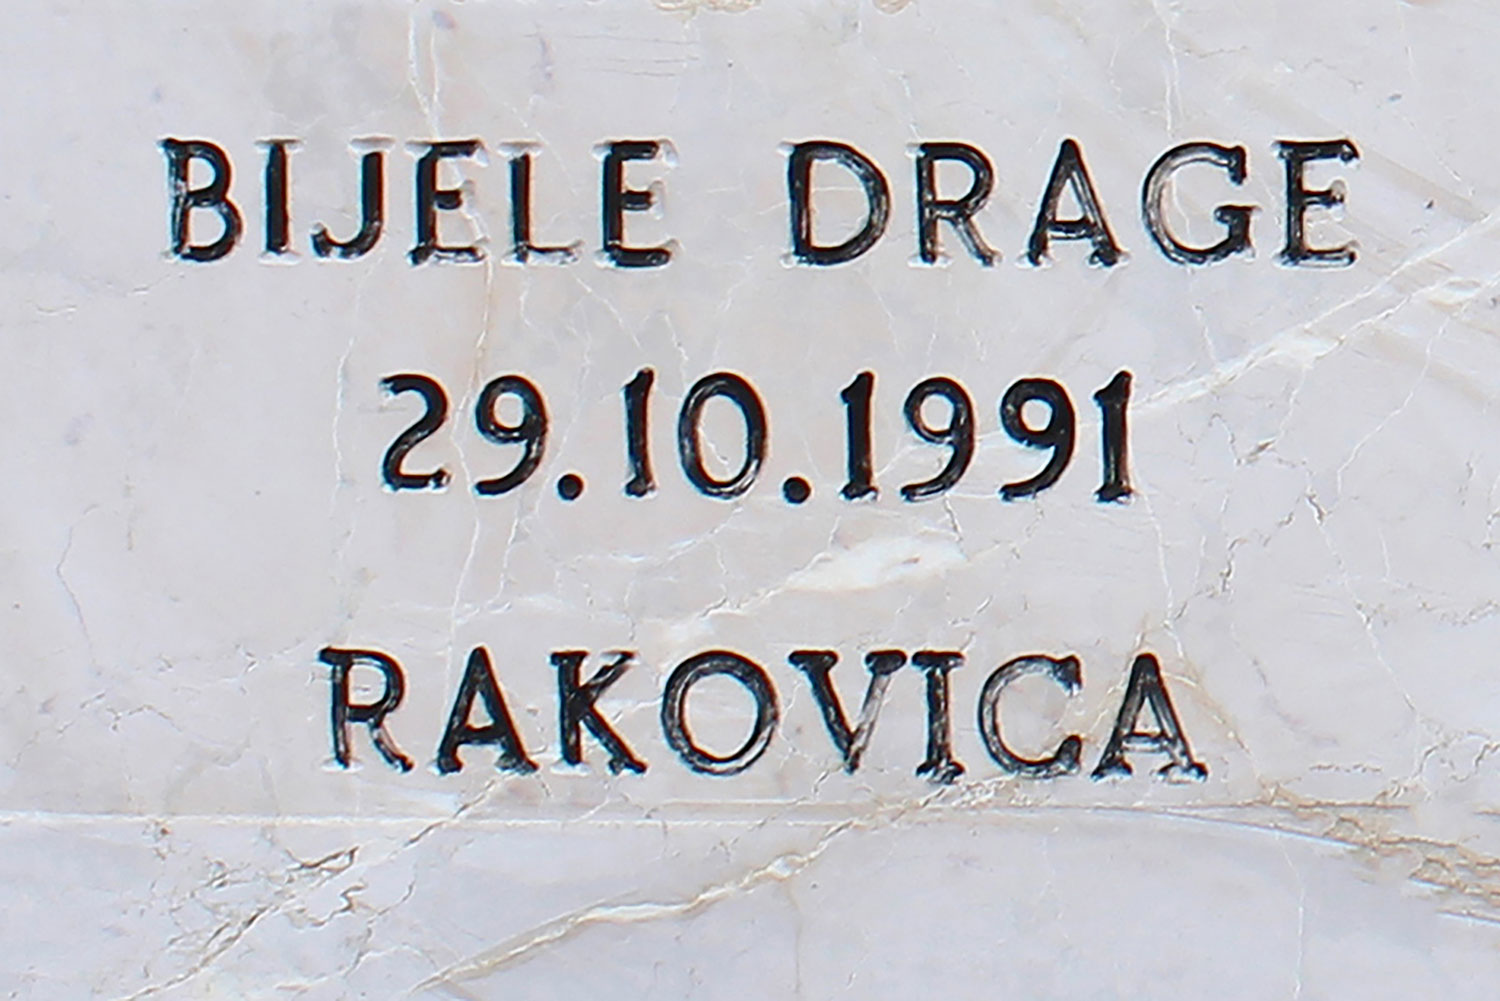 BIJELE DRAGE
29.10.1991
RAKOVICA